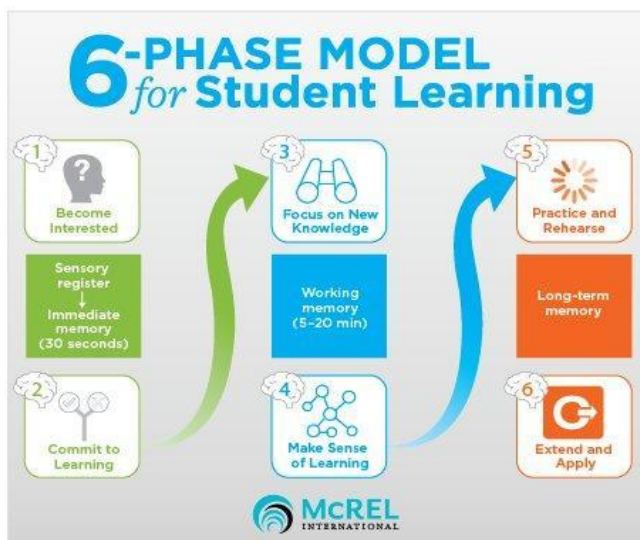 6-PHASE MODEL
for Student Learning
1
?
Become
Interested
Sensory
register
Immediate
memory
(30 seconds)
2
Commit to
Learning
3
Focus on New
Knowledge
Working
memory
(5–20 min)
4
Make Sense
of Learning
5
Practice and
Rehearse
Long-term
memory
6
Extend and
Apply
McREL
INTERNATIONAL